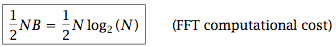 1/2 NB = 1/2 N log₂ (N) (FFT computational cost)